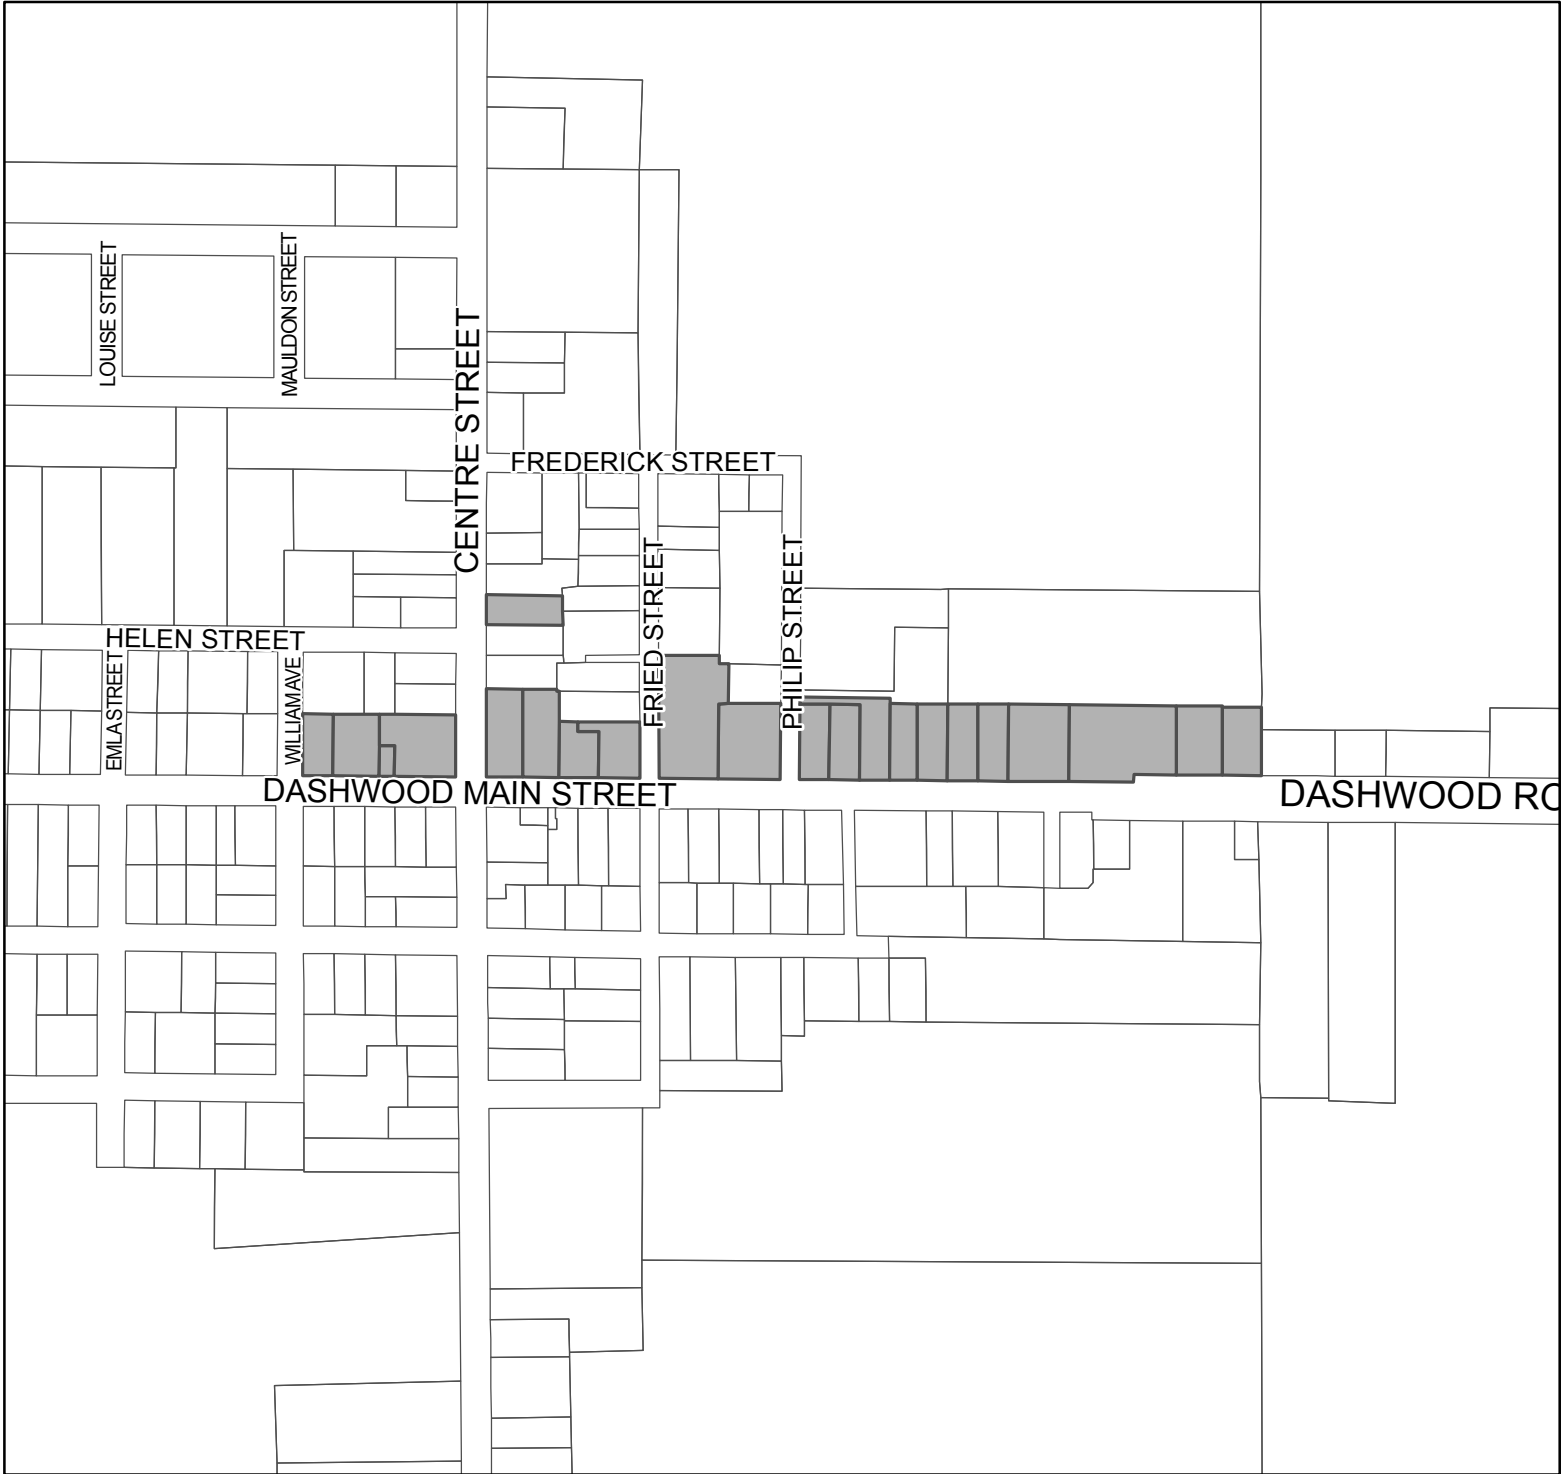 LOUISE STREET
MAULDON STREET
CENTRE STREET
FREDERICK STREET
FRIED STREET
PHILIP STREET
HELEN STREET
EMLA STREET
WILLIAM AVE
DASHWOOD MAIN STREET
DASHWOOD RO